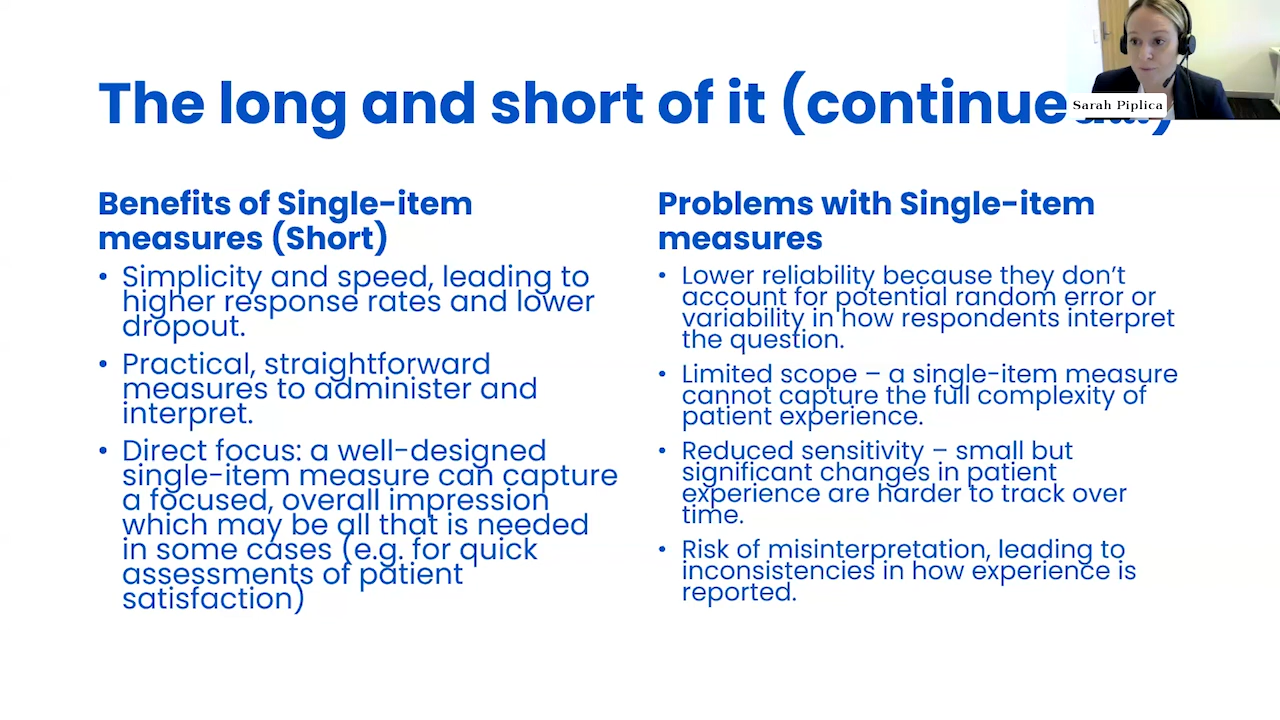 The long and short of it (continue
Sarah Piplica
Benefits of Single-item
measures (Short)
• Simplicity and speed, leading to
higher response rates and lower
dropout.
• Practical, straightforward
measures to administer and
interpret.
• Direct focus: a well-designed
single-item measure can capture
a focused, overall impression
which may be all that is needed
in some cases (e.g. for quick
assessments of patient
satisfaction)
Problems with Single-item
measures
• Lower reliability because they don’t
account for potential random error or
variability in how respondents interpret
the question.
• Limited scope – a single-item measure
cannot capture the full complexity of
patient experience.
• Reduced sensitivity – small but
significant changes in patient
experience are harder to track over
time.
• Risk of misinterpretation, leading to
inconsistencies in how experience is
reported.